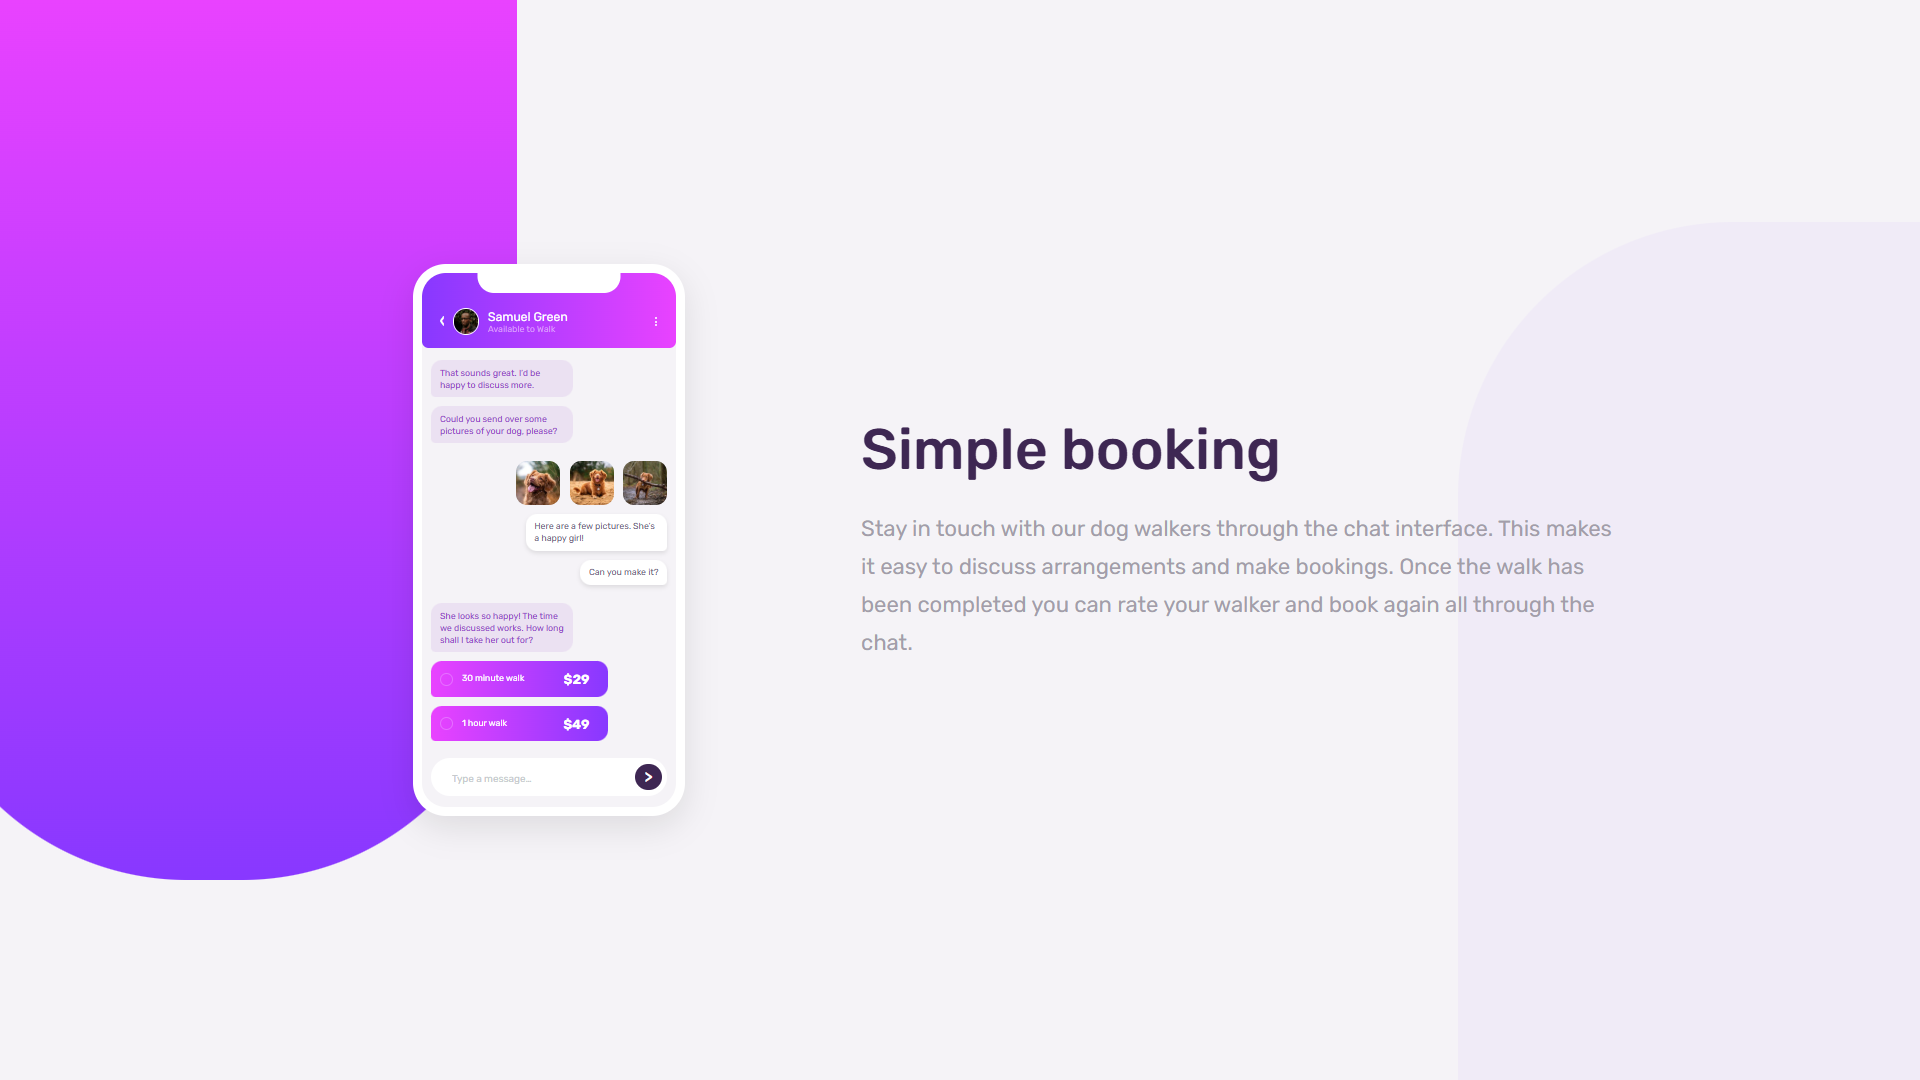 Samuel Green
Available to Walk
That sounds great. I'd be
happy to discuss more.
Could you send over some
pictures of your dog, please?
Here are a few pictures. She's
a happy girl!
Can you make it?
She looks so happy! The time
we discussed works. How long
shall I take her out for?
30 minute walk $29
1 hour walk $49
Type a message…
Simple booking
Stay in touch with our dog walkers through the chat interface. This makes
it easy to discuss arrangements and make bookings. Once the walk has
been completed you can rate your walker and book again all through the
chat.